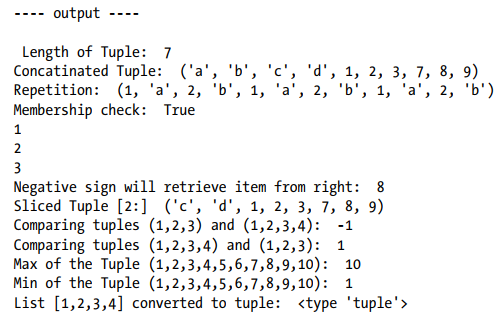 ---- output ----
Length of Tuple:  7
Concatinated Tuple:  ('a', 'b', 'c', 'd', 1, 2, 3, 7, 8, 9)
Repetition:  (1, 'a', 2, 'b', 1, 'a', 2, 'b', 1, 'a', 2, 'b')
Membership check:  True
1
2
3
Negative sign will retrieve item from right:  8
Sliced Tuple [2:]  ('c', 'd', 1, 2, 3, 7, 8, 9)
Comparing tuples (1,2,3) and (1,2,3,4):  -1
Comparing tuples (1,2,3,4) and (1,2,3):  1
Max of the Tuple (1,2,3,4,5,6,7,8,9,10):  10
Min of the Tuple (1,2,3,4,5,6,7,8,9,10):  1
List [1,2,3,4] converted to tuple:  <type 'tuple'>